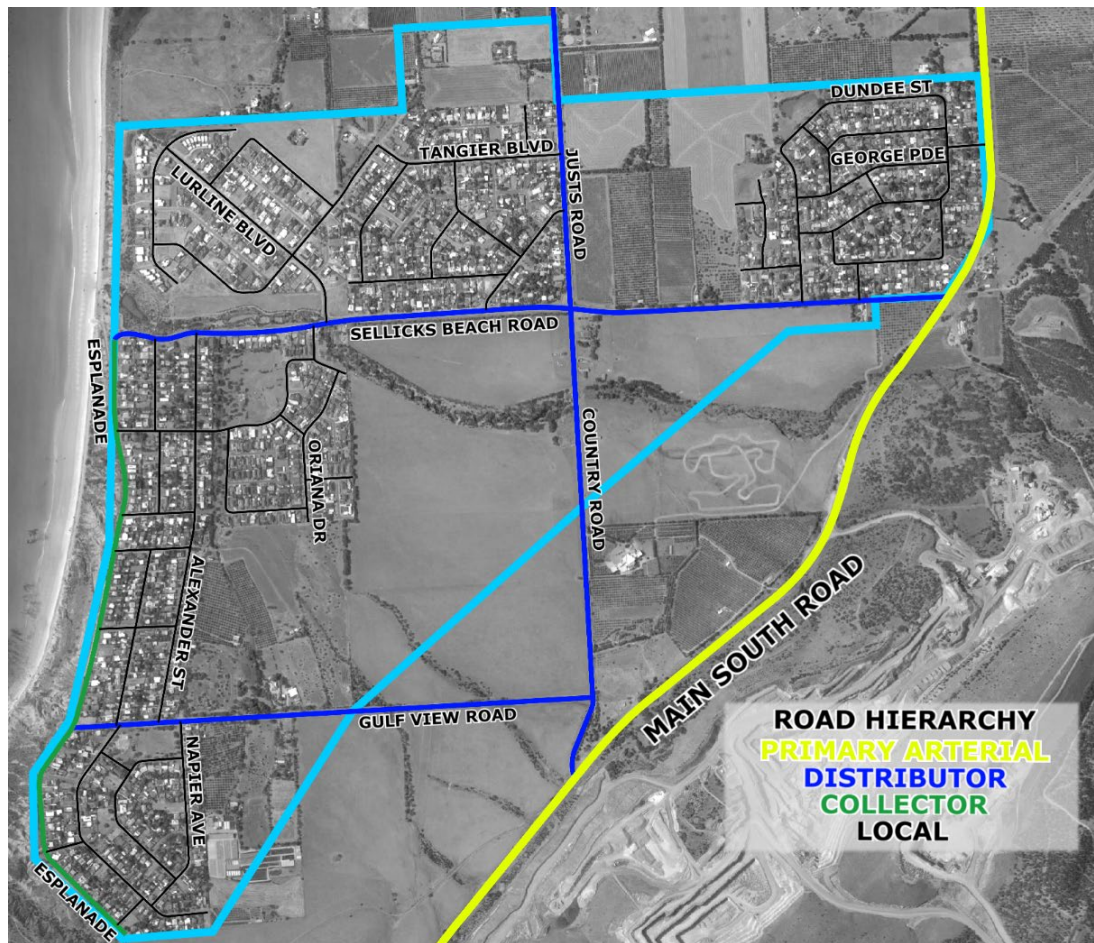 DUNDEE ST
TANGIER BLVD
GEORGE PDE
JUSTS ROAD
LURLINE BLVD
SELLICKS BEACH ROAD
ESPLANADE
COUNTRY ROAD
ORIANA DR
ALEXANDER ST
MAIN SOUTH ROAD
GULF VIEW ROAD
NAPIER AVE
ESPLANADE
ROAD HIERARCHY
PRIMARY ARTERIAL
DISTRIBUTOR
COLLECTOR
LOCAL